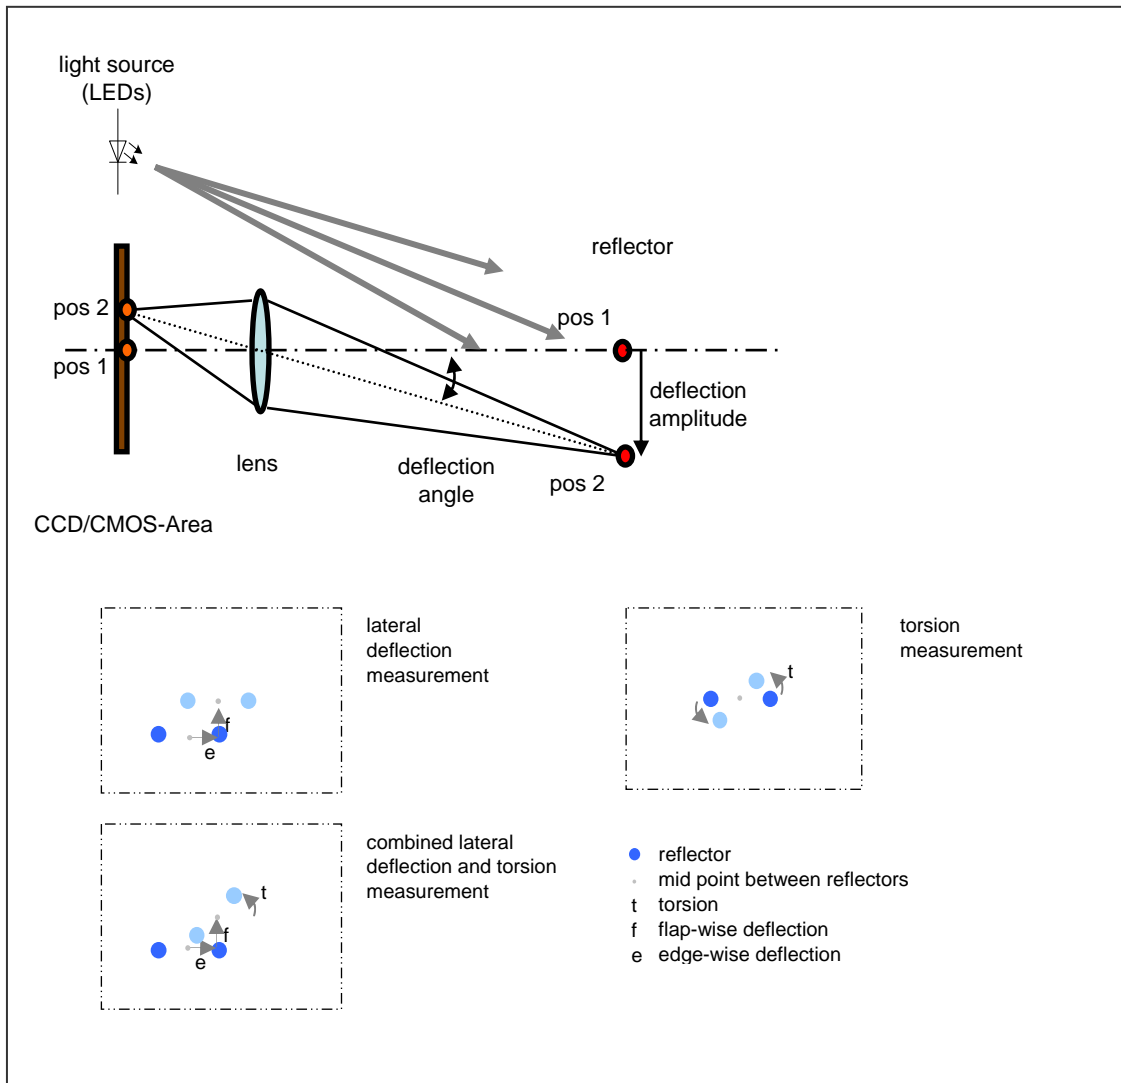 light source
(LEDs)
reflector
pos 2
pos 1
pos 1
deflection
amplitude
lens
deflection
angle
pos 2
CCD/CMOS-Area
lateral
deflection
measurement
f
e
torsion
measurement
t
combined lateral
deflection and torsion
measurement
t
f
e
reflector
mid point between reflectors
t torsion
f flap-wise deflection
e edge-wise deflection